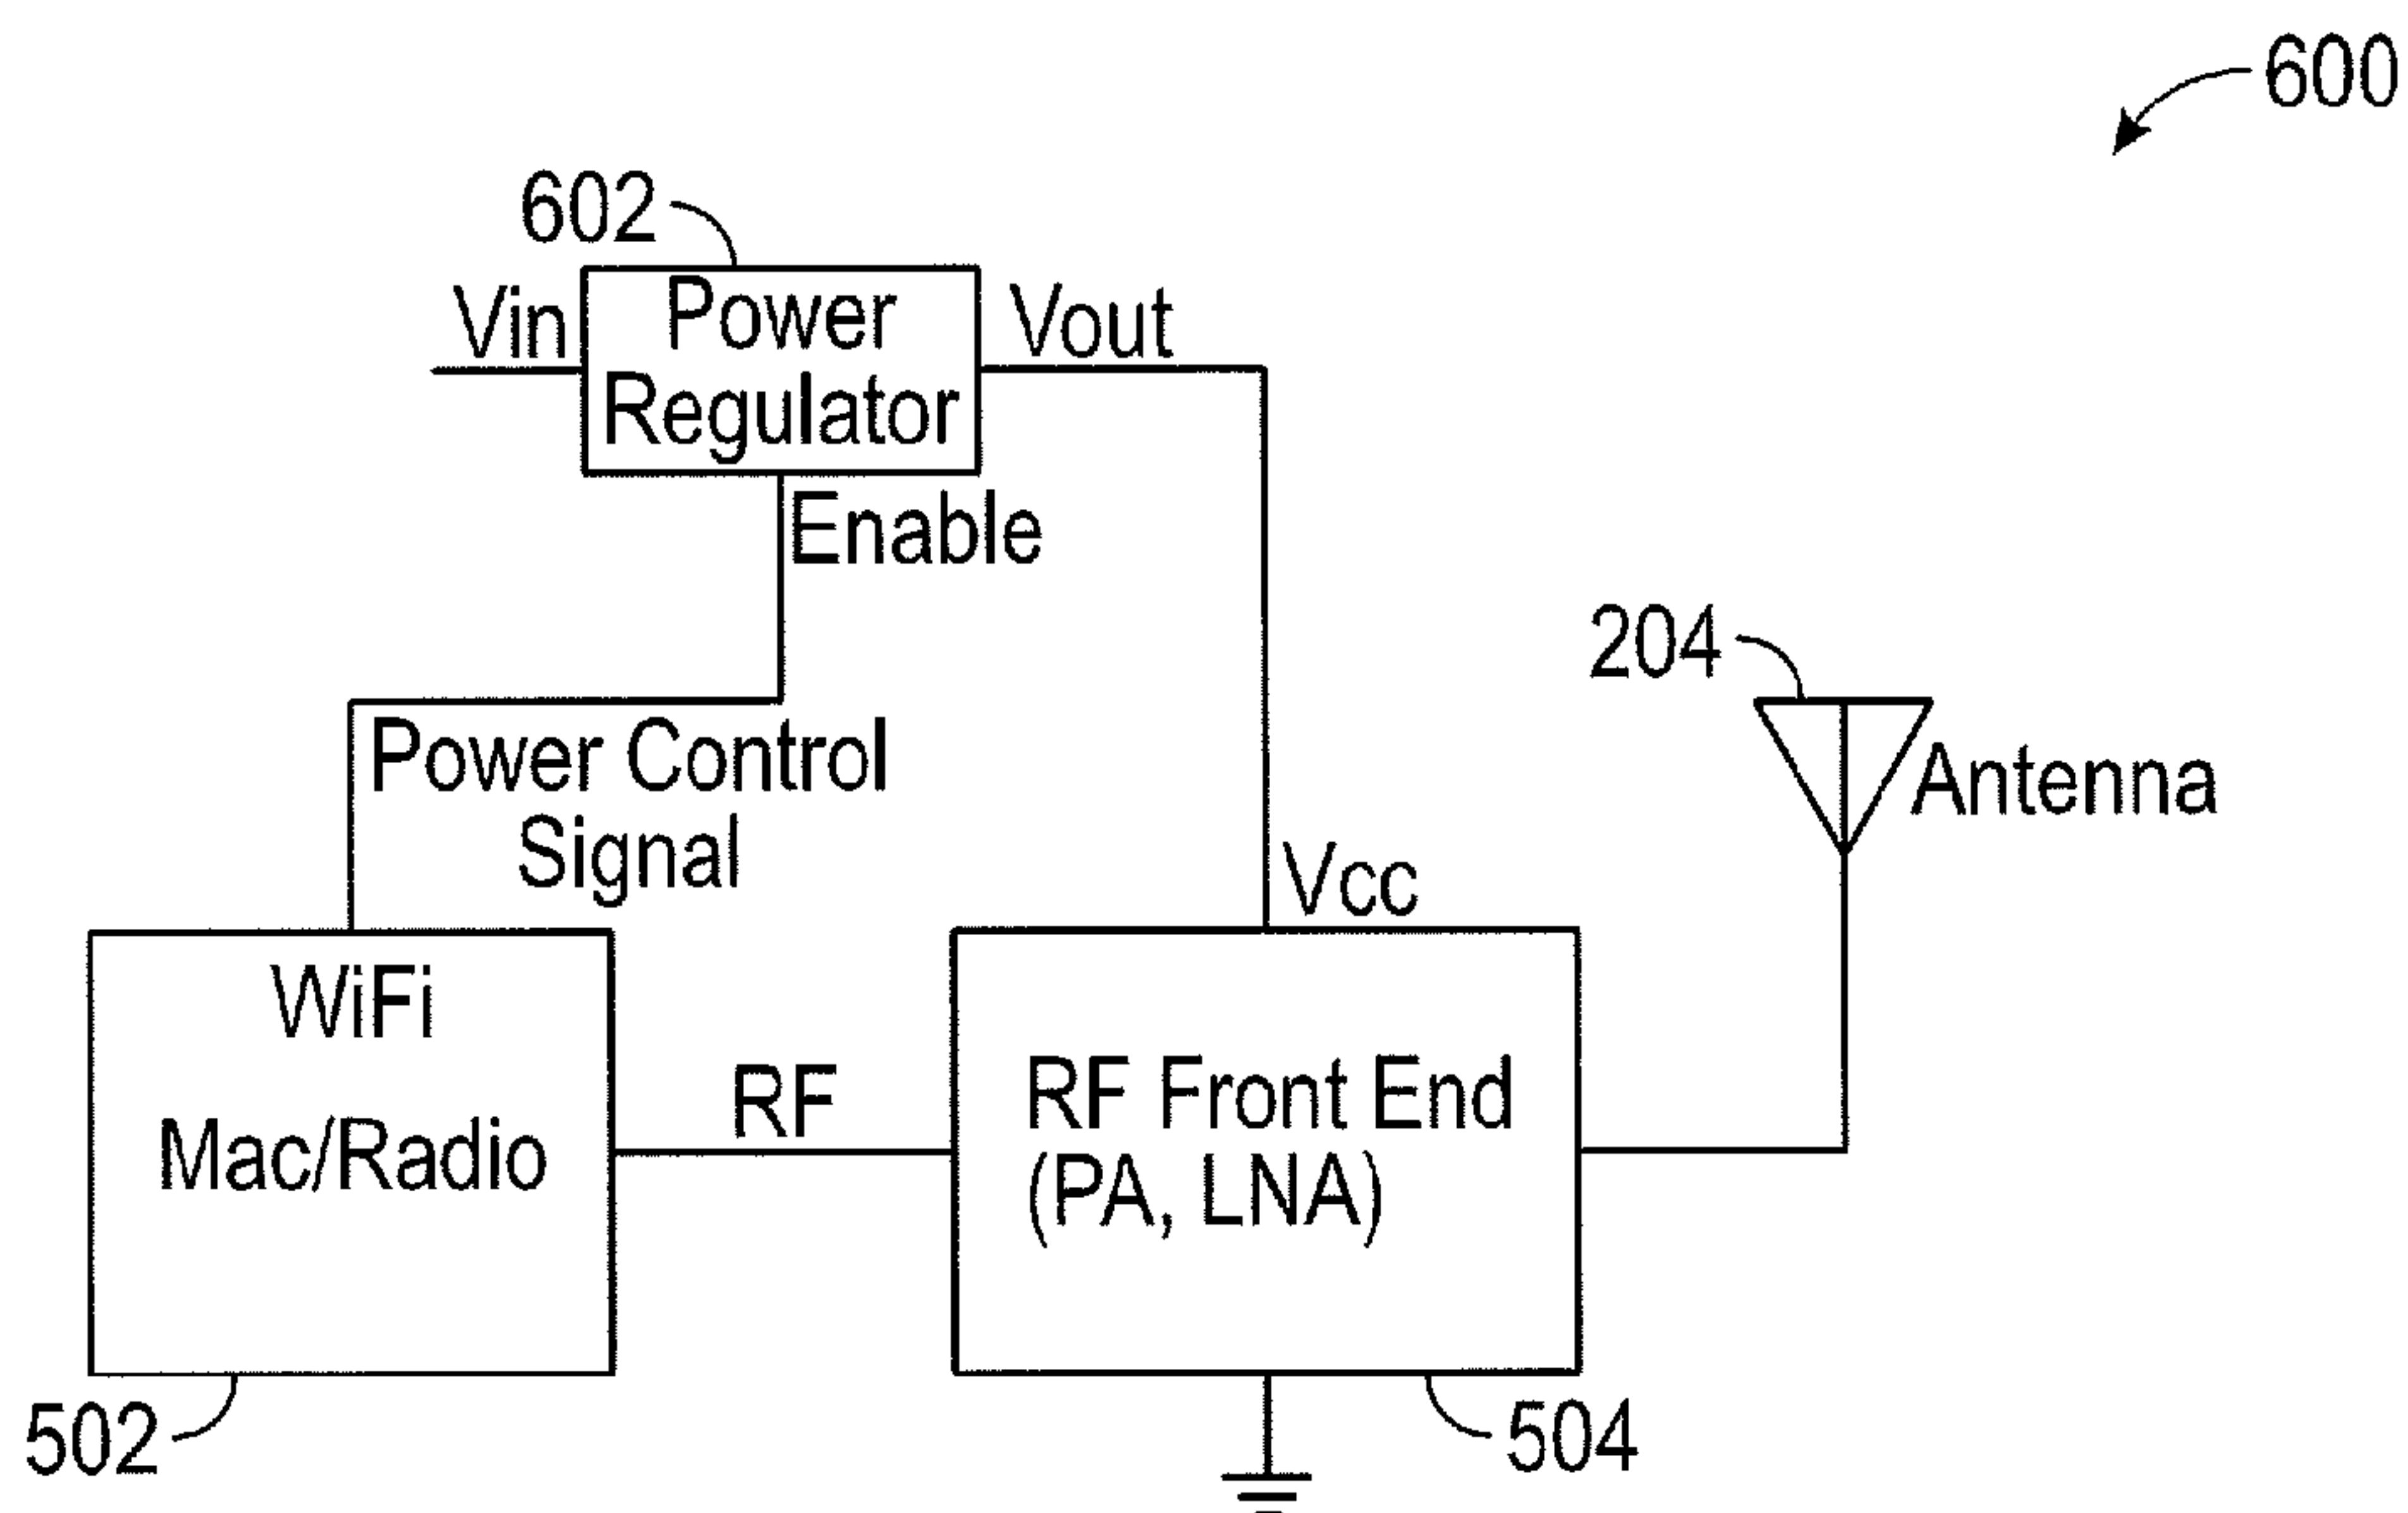 600
602
Vin
Power
Regulator
Vout
Enable
204
Power Control
Signal
Antenna
Vcc
WiFi
Mac/Radio
RF
RF Front End
(PA, LNA)
502
504